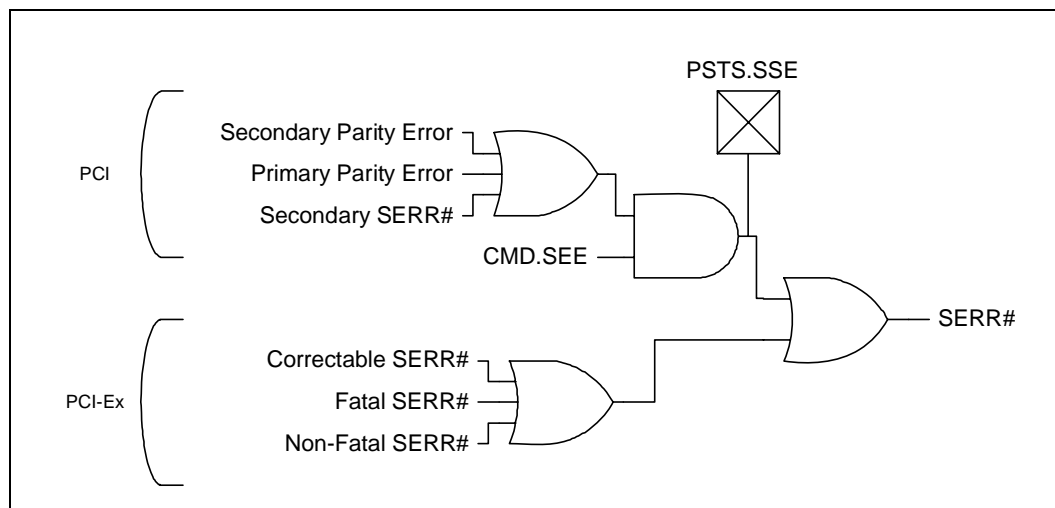 PSTS.SSE
PCI
Secondary Parity Error
Primary Parity Error
Secondary SERR#
CMD.SEE
SERR#
PCI-Ex
Correctable SERR#
Fatal SERR#
Non-Fatal SERR#